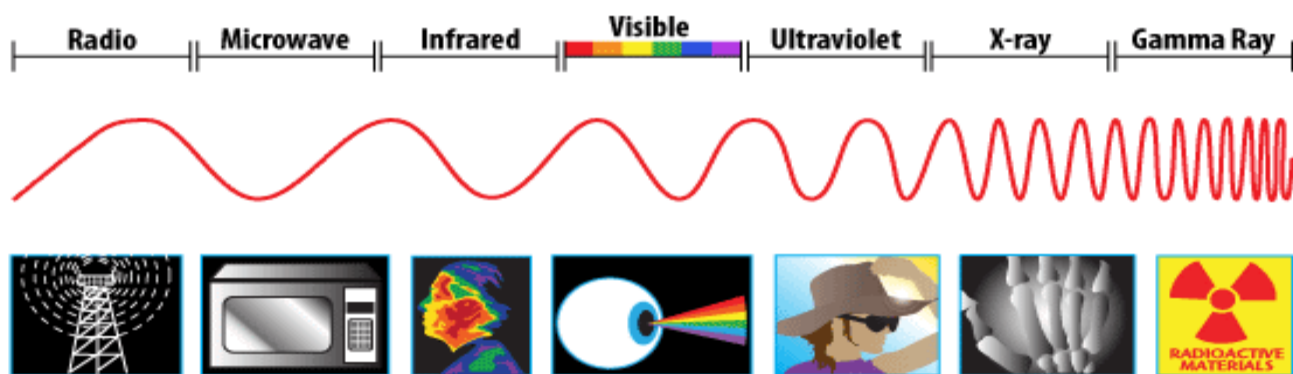 Radio Microwave Infrared Visible Ultraviolet X-ray Gamma Ray
RADIOACTIVE
MATERIALS